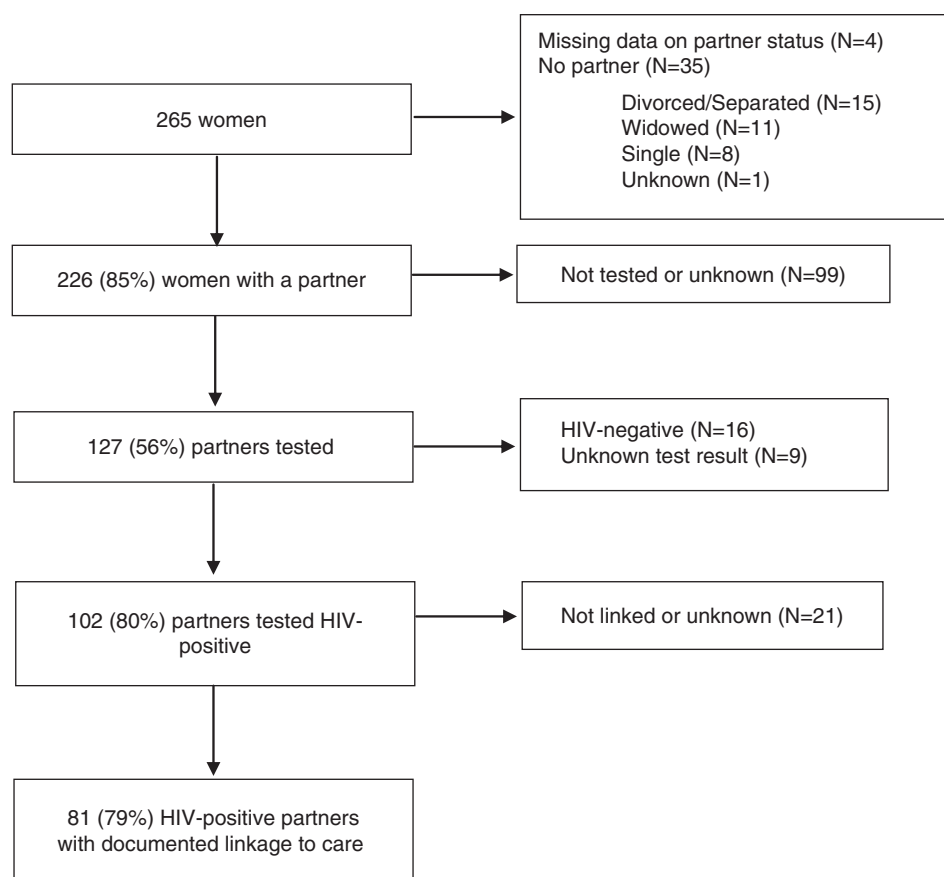 265 women
Missing data on partner status (N=4)
No partner (N=35)
Divorced/Separated (N=15)
Widowed (N=11)
Single (N=8)
Unknown (N=1)
226 (85%) women with a partner
Not tested or unknown (N=99)
127 (56%) partners tested
HIV-negative (N=16)
Unknown test result (N=9)
102 (80%) partners tested HIV-
positive
Not linked or unknown (N=21)
81 (79%) HIV-positive partners
with documented linkage to care